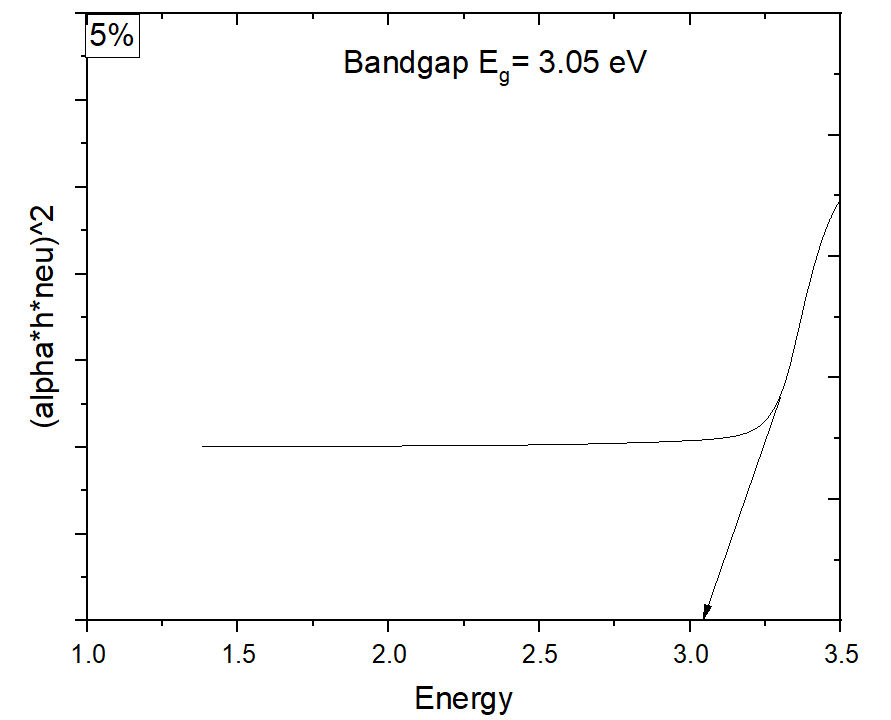 5%
Bandgap Eg= 3.05 eV
(alpha*h*neu)^2
1.0 1.5 2.0 2.5 3.0 3.5
Energy